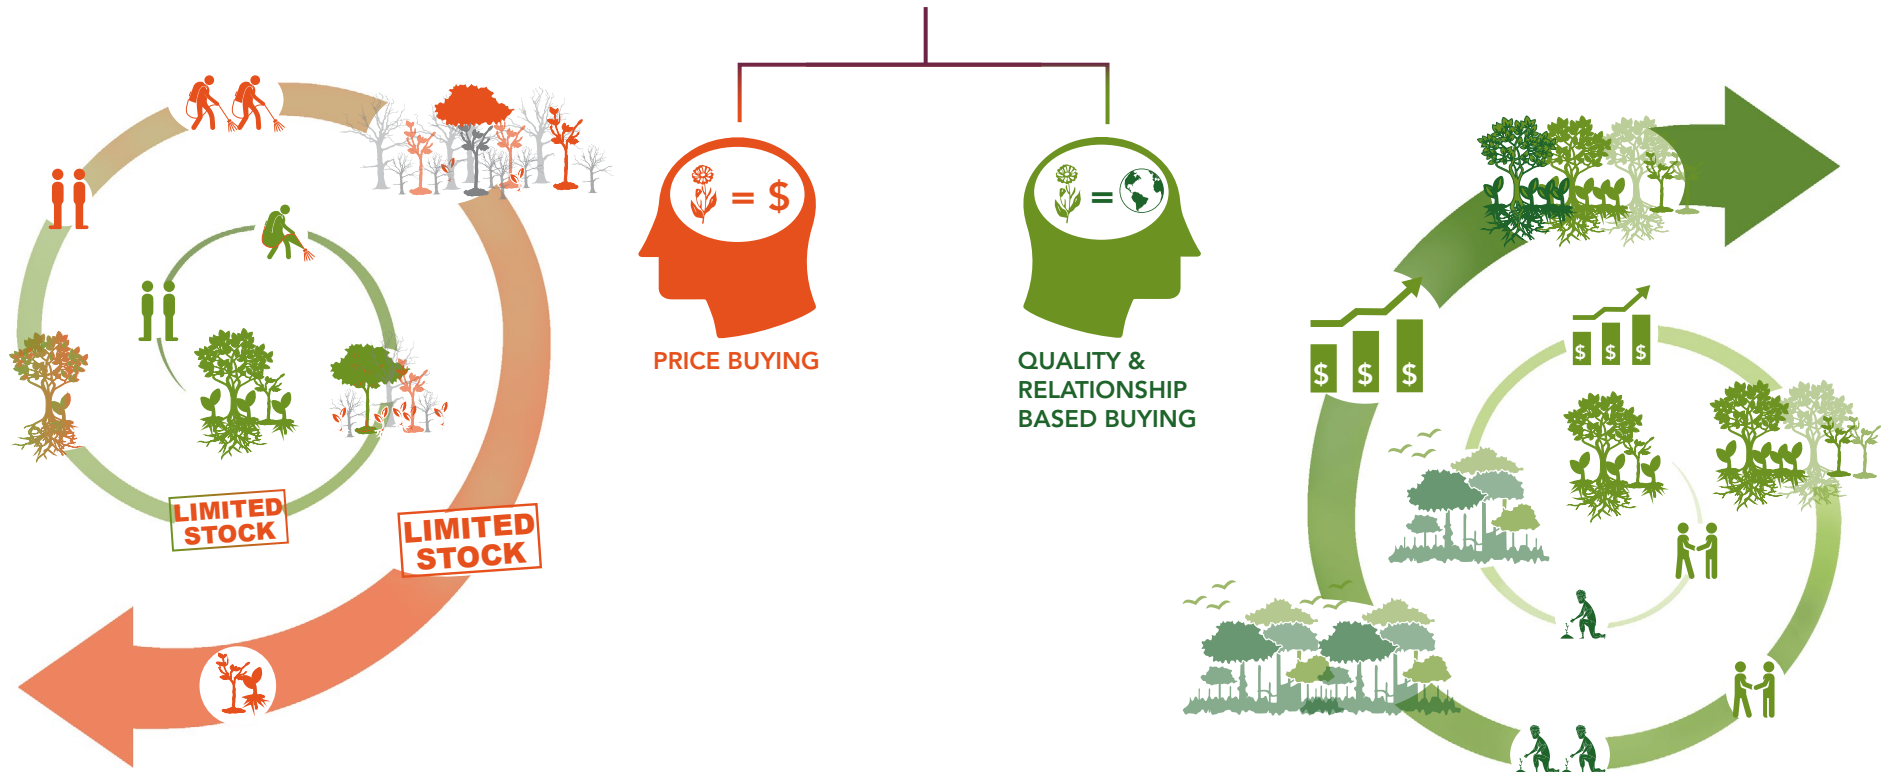 = $
=
PRICE BUYING
QUALITY &
RELATIONSHIP
BASED BUYING
LIMITED
STOCK
LIMITED
STOCK
$ $ $
$ $ $